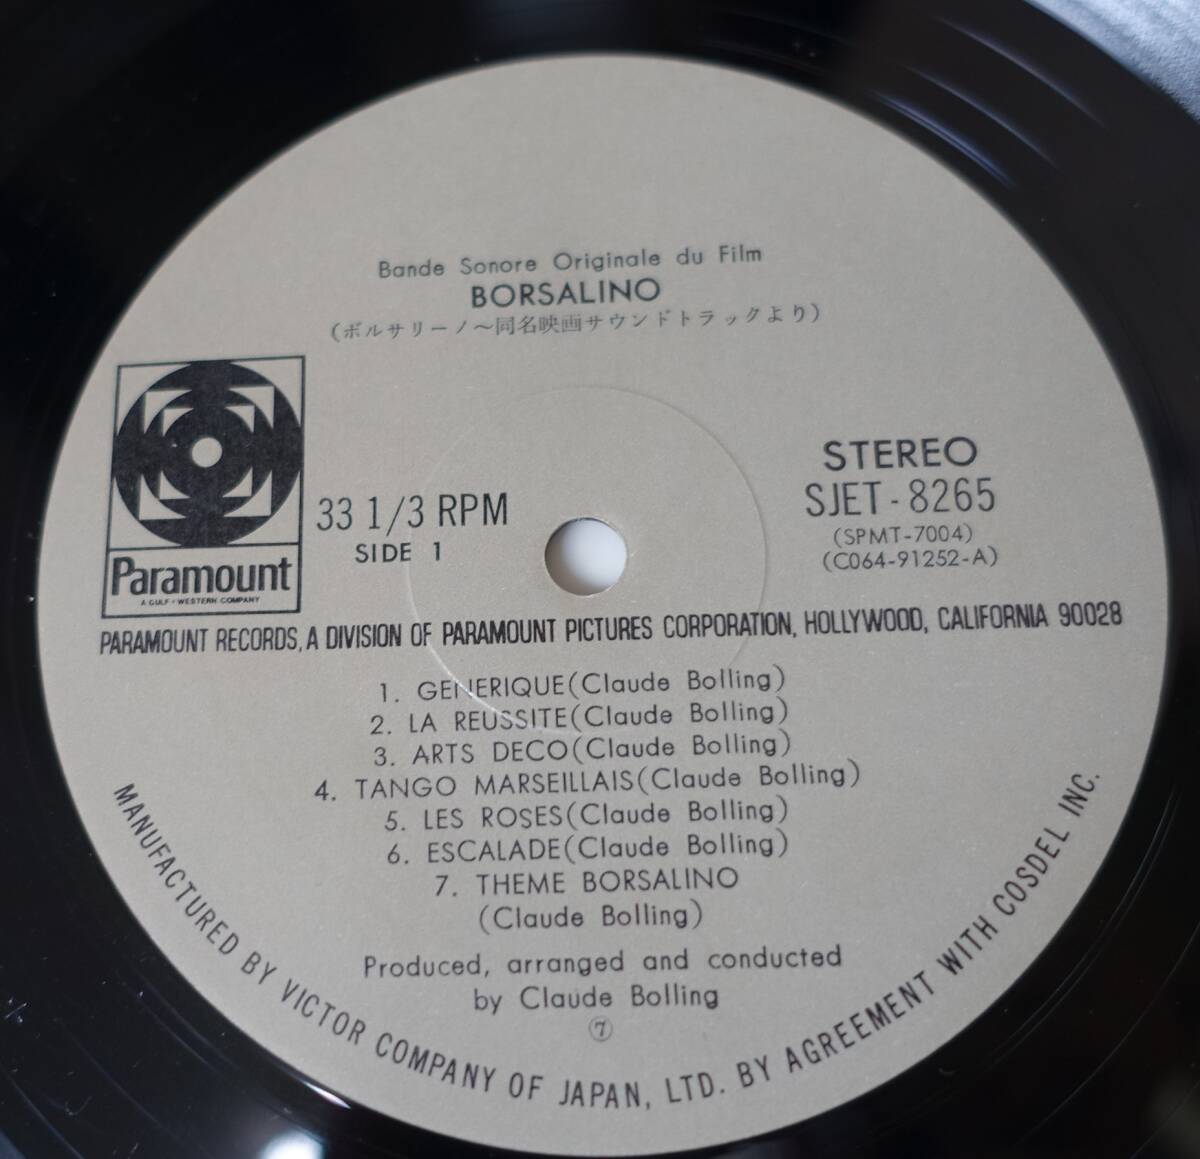 Bande Sonore Originale du Film
BORSALINO
(ボルサリーノ～同名映画サウンドトラックより)
STEREO
SJET-8265
(SPMT-7004)
(C064-91252-A)
33 1/3 RPM
SIDE 1
Paramount
A GULF + WESTERN COMPANY
PARAMOUNT RECORDS, A DIVISION OF PARAMOUNT PICTURES CORPORATION, HOLLYWOOD, CALIFORNIA 90028
1. GENERIQUE(Claude Bolling)
2. LA REUSSITE(Claude Bolling)
3. ARTS DECO(Claude Bolling)
4. TANGO MARSEILLAIS(Claude Bolling)
5. LES ROSES(Claude Bolling)
6. ESCALADE(Claude Bolling)
7. THEME BORSALINO
(Claude Bolling)
Produced, arranged and conducted
by Claude Bolling
⑦
MANUFACTURED BY VICTOR COMPANY OF JAPAN, LTD. BY AGREEMENT WITH COSDEL INC.